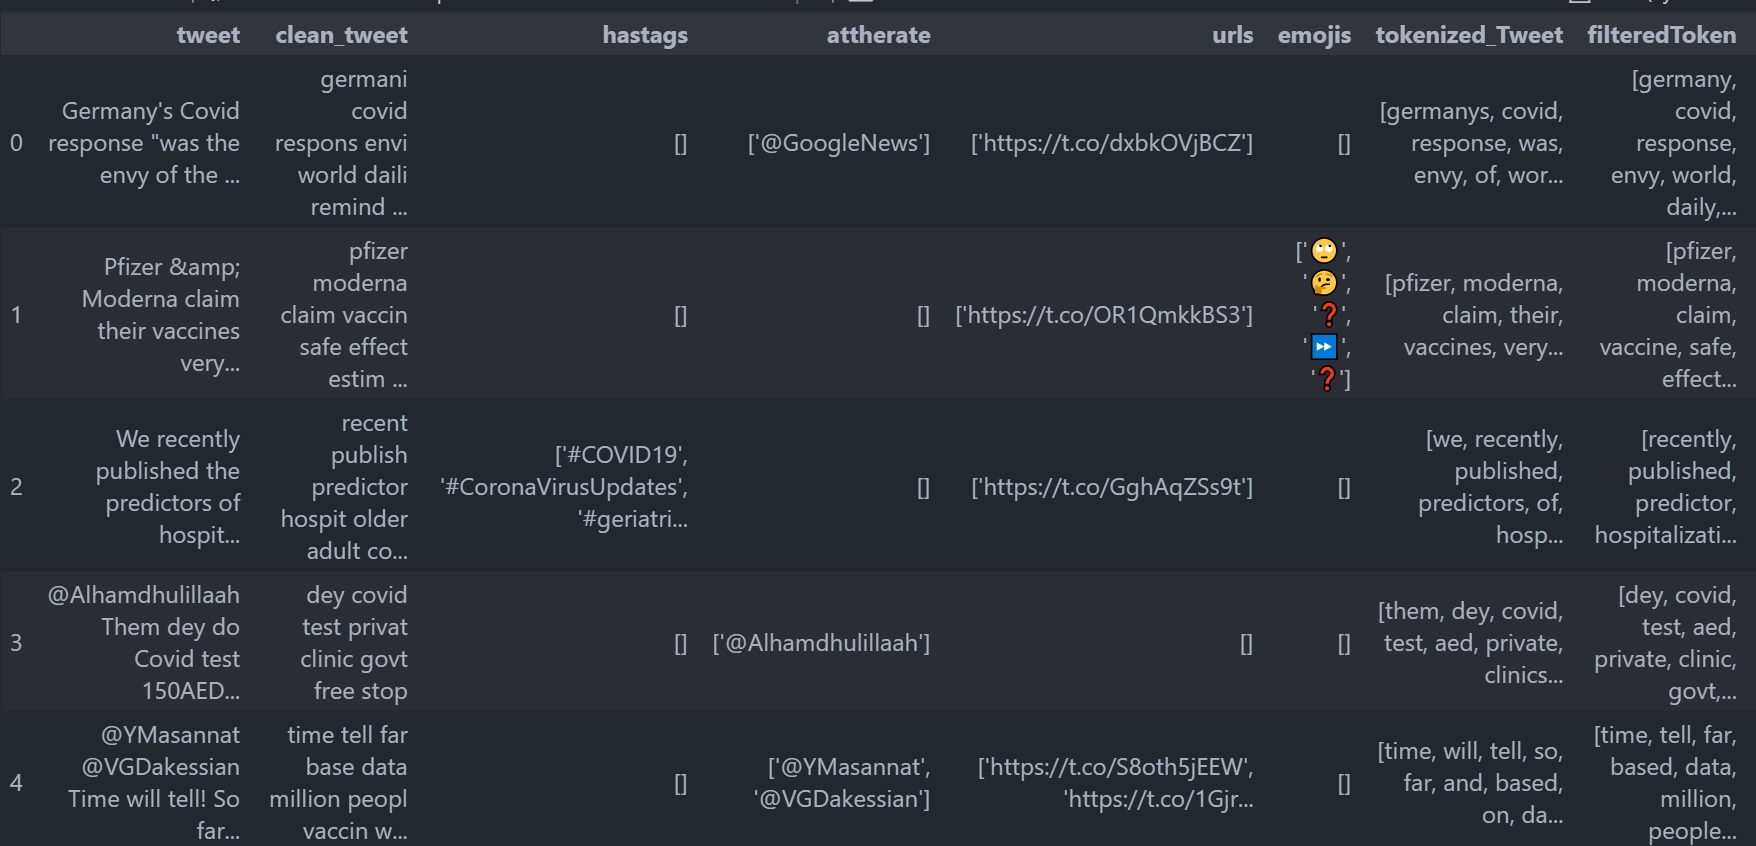 tweet clean_tweet hastags attherate urls emojis tokenized_Tweet filteredToken
0
Germany's Covid
response "was the
envy of the ...
germani
covid
respons envi
world daili
remind ...
[]
['@GoogleNews']
['https://t.co/dxbkOVjBCZ']
[]
[germanys, covid,
response, was,
envy, of, wor...
[germany,
covid,
response,
envy, world,
daily,...
1
Pfizer &amp;
Moderna claim
their vaccines
very...
pfizer
moderna
claim vaccin
safe effect
estim ...
[]
[]
['https://t.co/OR1QmkkBS3']
['🙄',
'🤔',
'❓',
'⏩',
'❓']
[pfizer, moderna,
claim, their,
vaccines, very...
[pfizer,
moderna,
claim,
vaccine, safe,
effect...
2
We recently
published the
predictors of
hospit...
recent
publish
predictor
hospit older
adult co...
['#COVID19',
'#CoronaVirusUpdates',
'#geriatri...
[]
['https://t.co/GghAqZSs9t']
[]
[we, recently,
published,
predictors, of,
hosp...
[recently,
published,
predictor,
hospitalizati...
3
@Alhamdhulillaah
Them dey do
Covid test
150AED...
dey covid
test privat
clinic govt
free stop
[]
['@Alhamdhulillaah']
[]
[]
[them, dey, covid,
test, aed, private,
clinics...
[dey, covid,
test, aed,
private, clinic,
govt,...
4
@YMasannat
@VGDakessian
Time will tell! So
far...
time tell far
base data
million peopl
vaccin w...
[]
['@YMasannat',
'@VGDakessian']
['https://t.co/S8oth5jEEW',
'https://t.co/1Gjr...
[]
[time, will, tell, so,
far, and, based,
on, da...
[time, tell, far,
based, data,
million,
people...